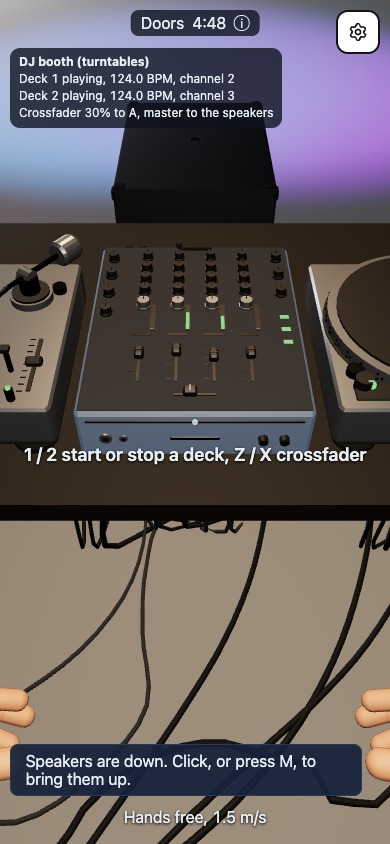 Doors 4:48 ⓘ
DJ booth (turntables)
Deck 1 playing, 124.0 BPM, channel 2
Deck 2 playing, 124.0 BPM, channel 3
Crossfader 30% to A, master to the speakers
1 / 2 start or stop a deck, Z / X crossfader
Speakers are down. Click, or press M, to
bring them up.
Hands free, 1.5 m/s